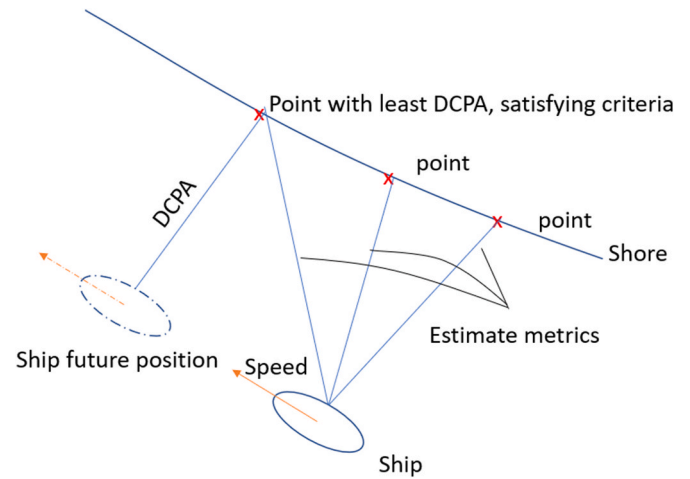 Point with least DCPA, satisfying criteria
point
point
DCPA
Shore
Estimate metrics
Ship future position
Speed
Ship